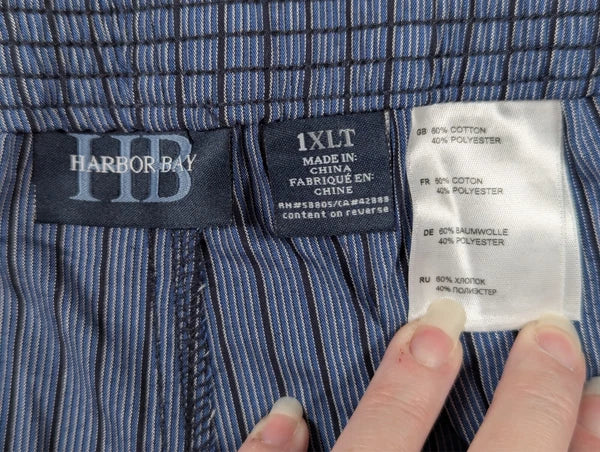 HB
HARBOR BAY
1XLT
MADE IN:
CHINA
FABRIQUÉ EN:
CHINE
RN#58805/CA#42888
content on reverse
GB 60% COTTON
40% POLYESTER
FR 60% COTON
40% POLYESTER
DE 60% BAUMWOLLE
40% POLYESTER
RU 60% ХЛОПОК
40% ПОЛИЭСТЕР